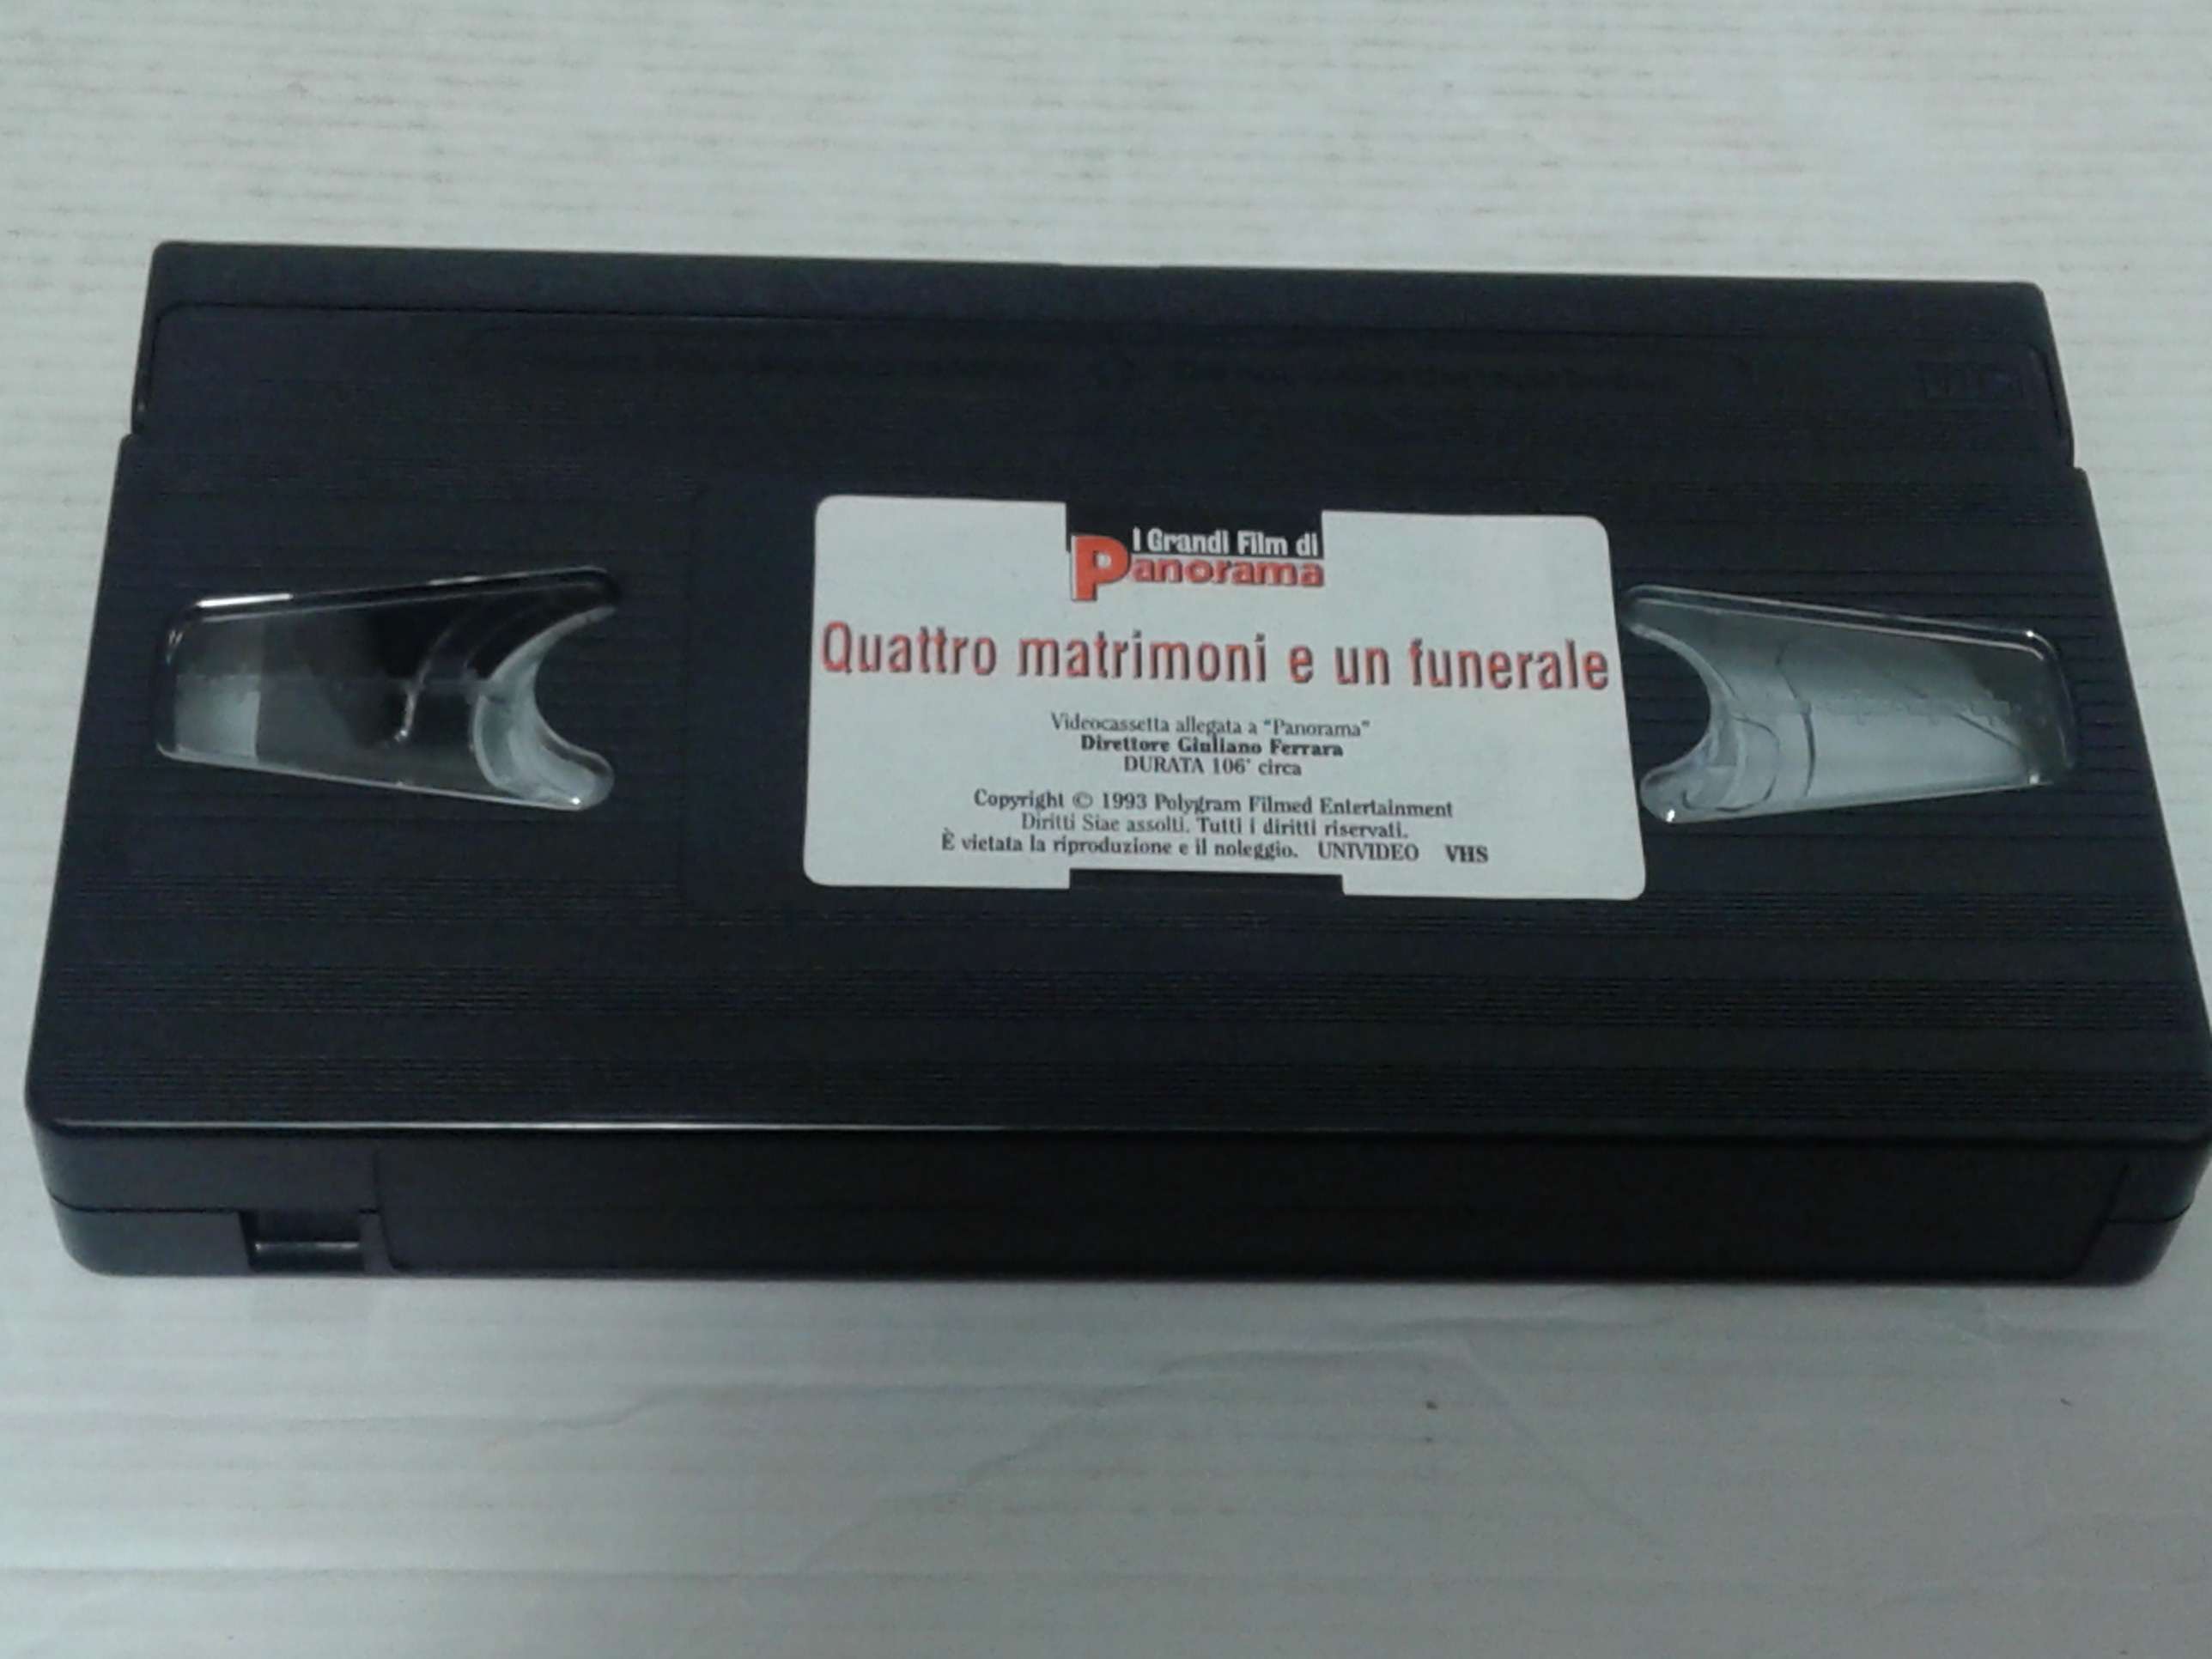 I Grandi Film di
Panorama
Quattro matrimoni e un funerale
Videocassetta allegata a "Panorama"
Direttore Giuliano Ferrara
DURATA 106' circa
Copyright © 1993 Polygram Filmed Entertainment
Diritti Siae assolti. Tutti i diritti riservati.
È vietata la riproduzione e il noleggio. UNIVIDEO VHS